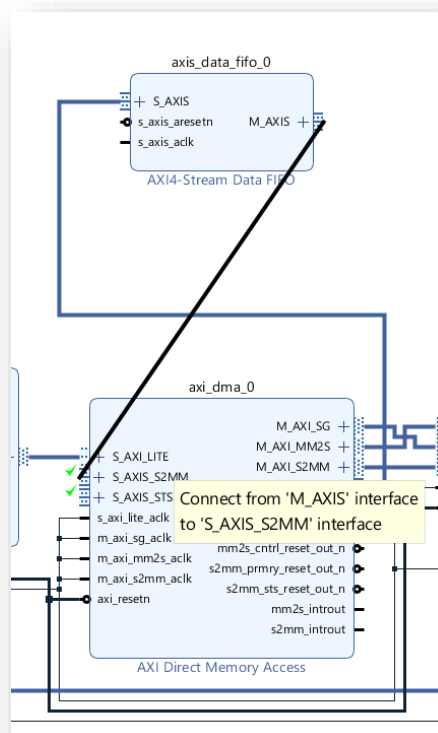 axis_data_fifo_0
S_AXIS
s_axis_aresetn
M_AXIS
s_axis_aclk
AXI4-Stream Data FIFO
axi_dma_0
M_AXI_SG
M_AXI_MM2S
M_AXI_S2MM
S_AXI_LITE
S_AXIS_S2MM
S_AXIS_STS
s_axi_lite_aclk
m_axi_sg_aclk
m_axi_mm2s_aclk
m_axi_s2mm_aclk
axi_resetn
Connect from 'M_AXIS' interface
to 'S_AXIS_S2MM' interface
mm2s_cntrl_reset_out_n
s2mm_prmry_reset_out_n
s2mm_sts_reset_out_n
mm2s_introut
s2mm_introut
AXI Direct Memory Access